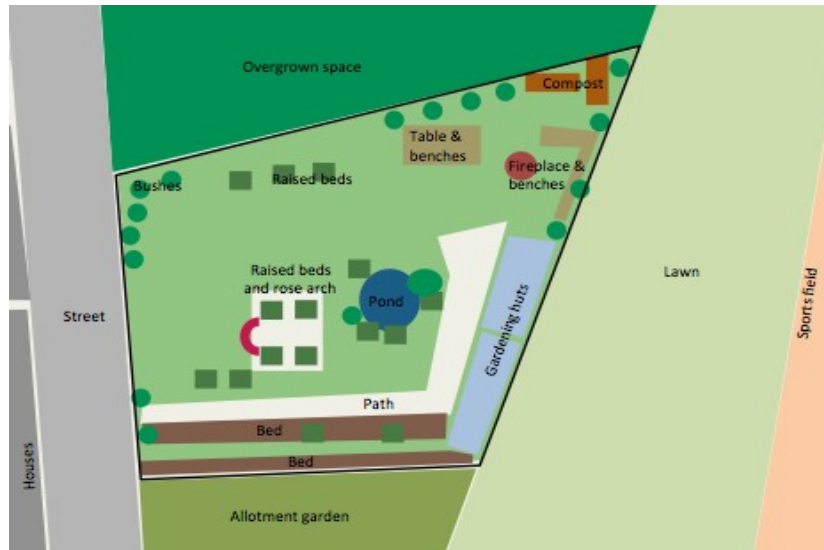 Overgrown space
Compost
Table &
benches
Fireplace &
benches
Bushes
Raised beds
Raised beds
and rose arch
Pond
Lawn
Sports field
Street
Gardening huts
Path
Bed
Bed
Houses
Allotment garden